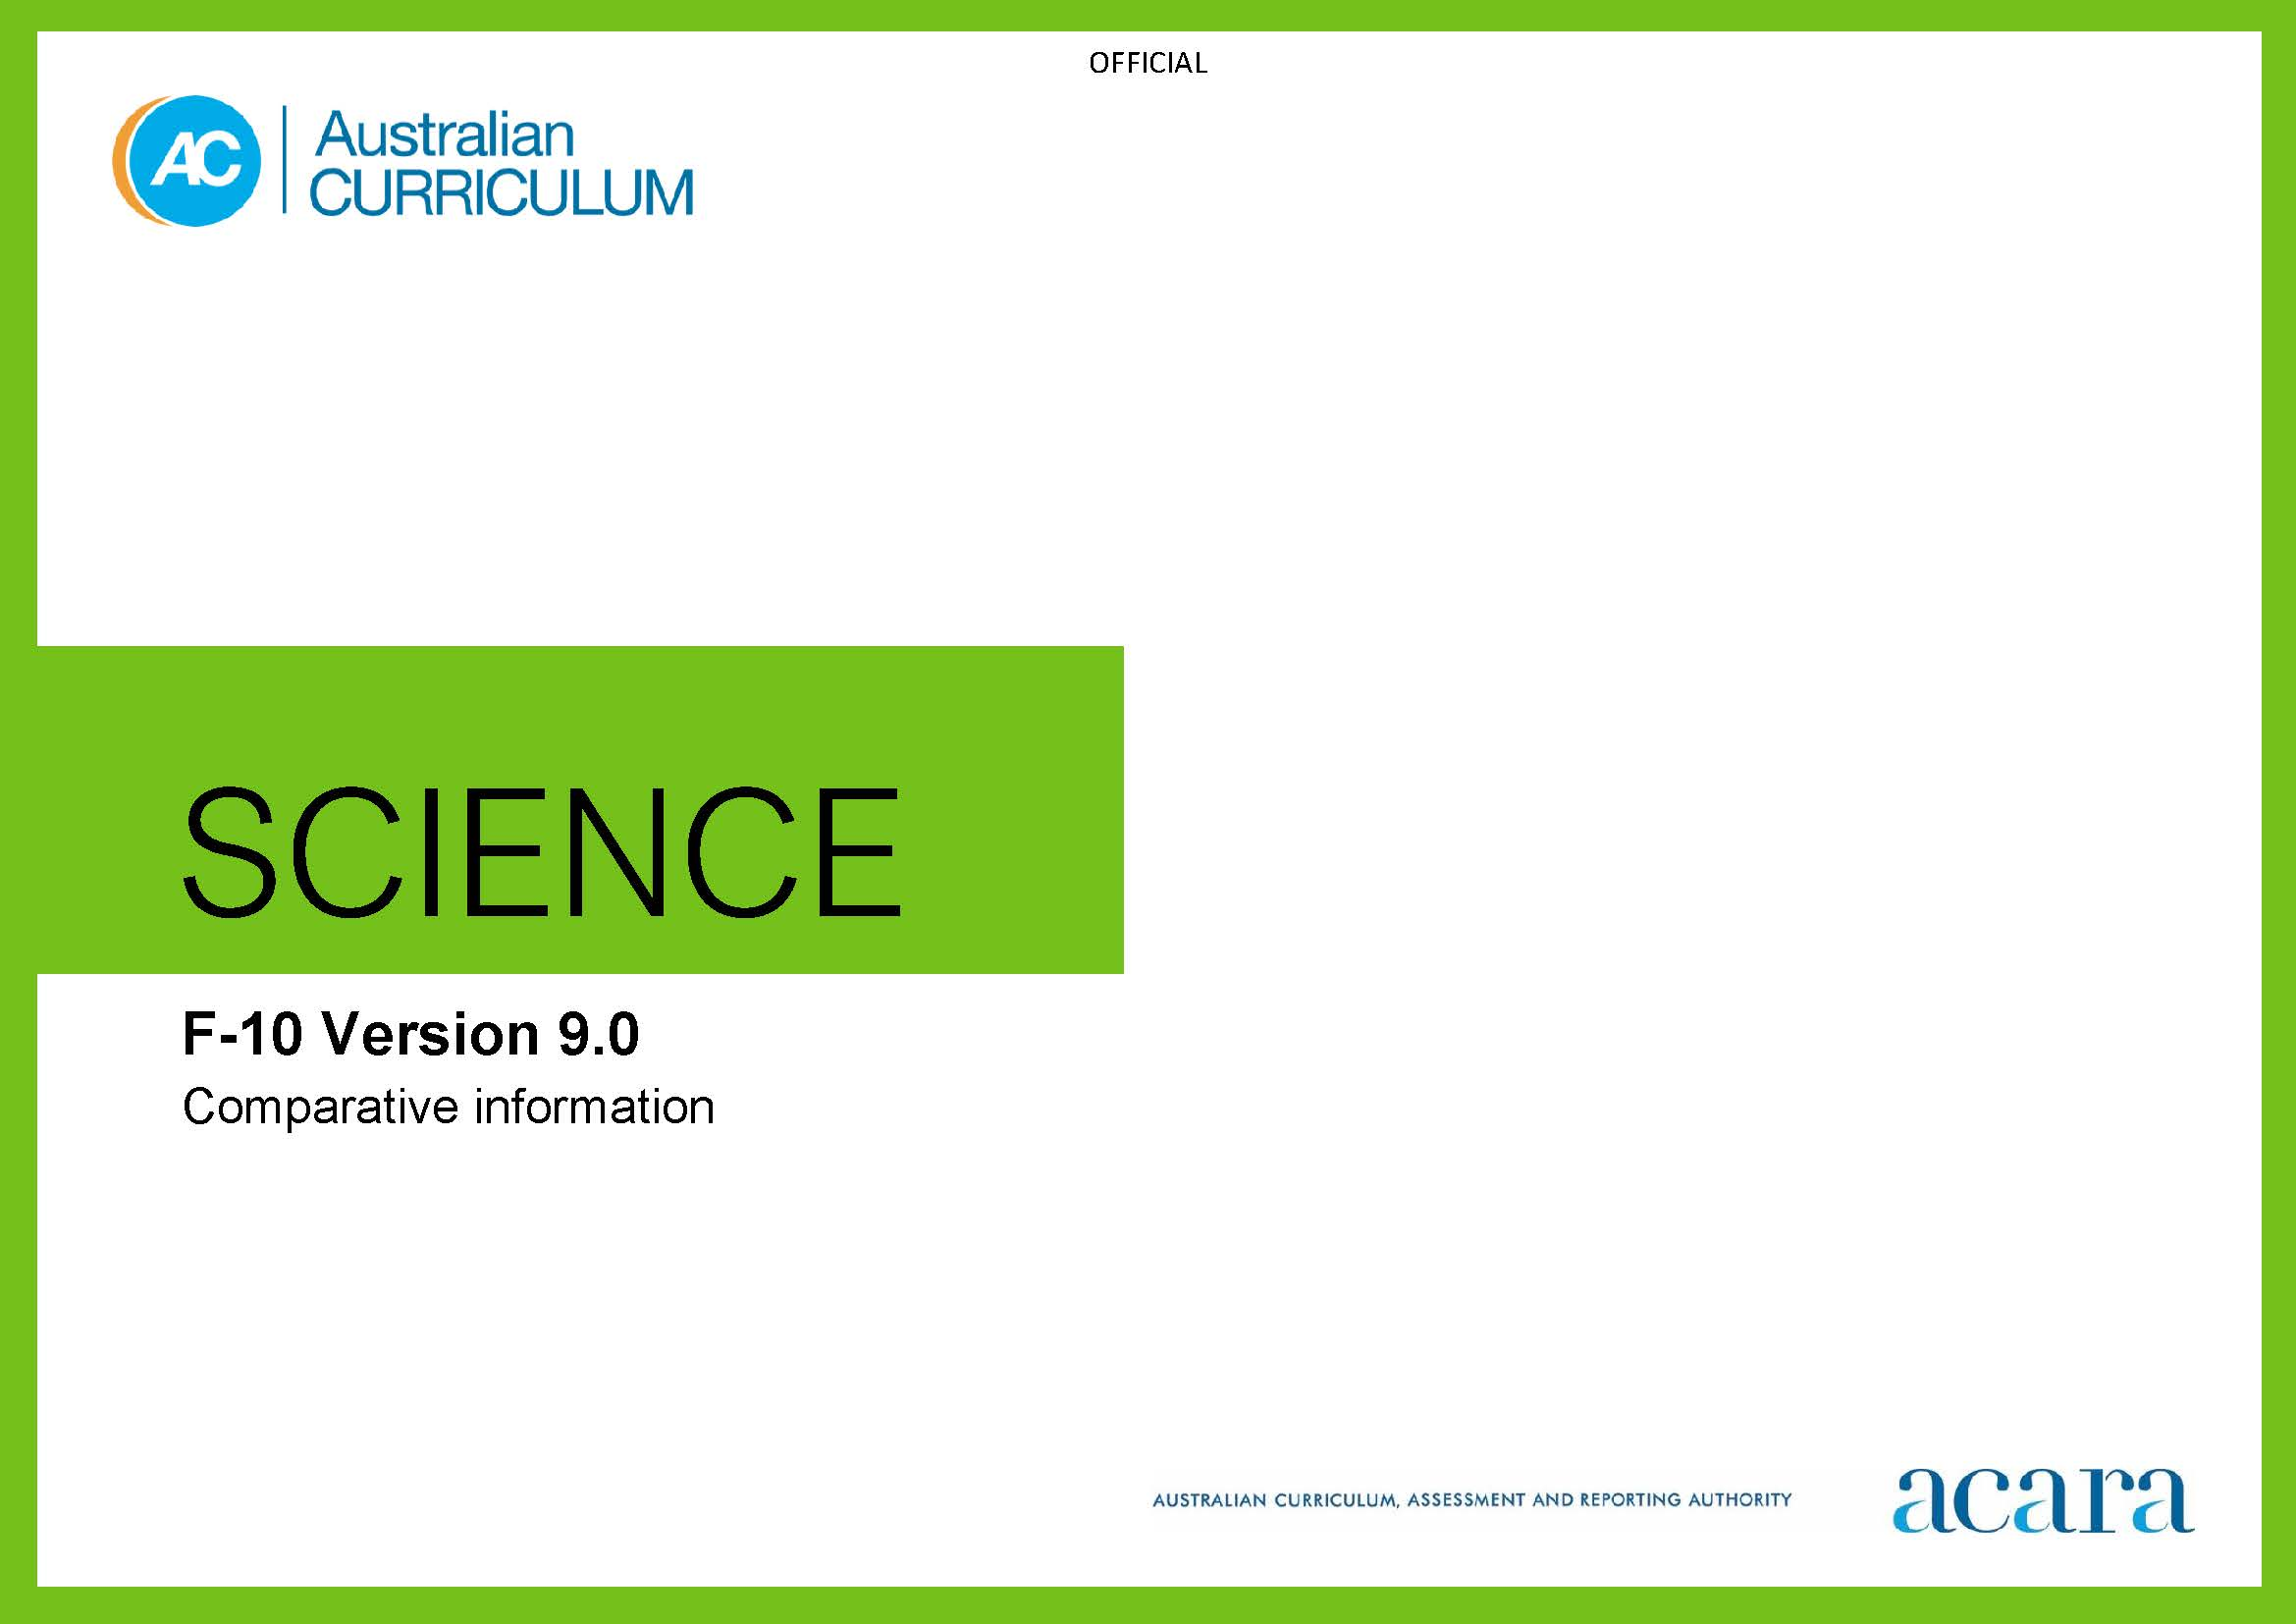 OFFICIAL
AC
Australian
CURRICULUM
SCIENCE
F-10 Version 9.0
Comparative information
AUSTRALIAN CURRICULUM, ASSESSMENT AND REPORTING AUTHORITY
acara